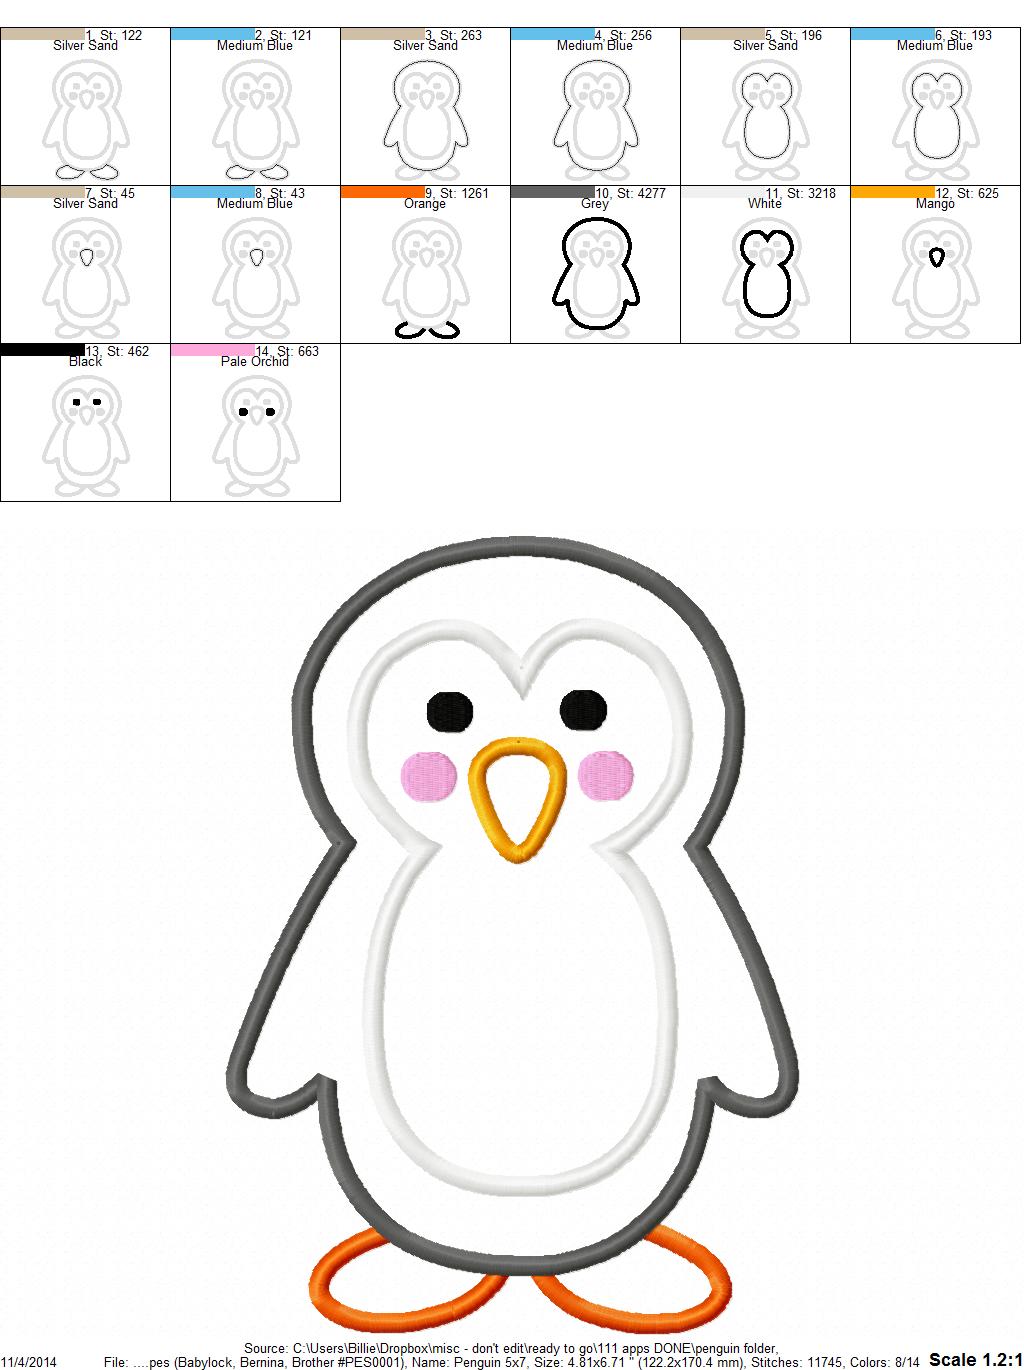 1, St: 122
Silver Sand
2, St: 121
Medium Blue
3, St: 263
Silver Sand
4, St: 256
Medium Blue
5, St: 196
Silver Sand
6, St: 193
Medium Blue
7, St: 45
Silver Sand
8, St: 43
Medium Blue
9, St: 1261
Orange
10, St: 4277
Grey
11, St: 3218
White
12, St: 625
Mango
13, St: 462
Black
14, St: 663
Pale Orchid
Source: C:\Users\Billie\Dropbox\misc - don't edit\ready to go\111 apps DONE\penguin folder,
11/4/2014 File: ....pes (Babylock, Bernina, Brother #PES0001), Name: Penguin 5x7, Size: 4.81x6.71 " (122.2x170.4 mm), Stitches: 11745, Colors: 8/14 Scale 1.2:1